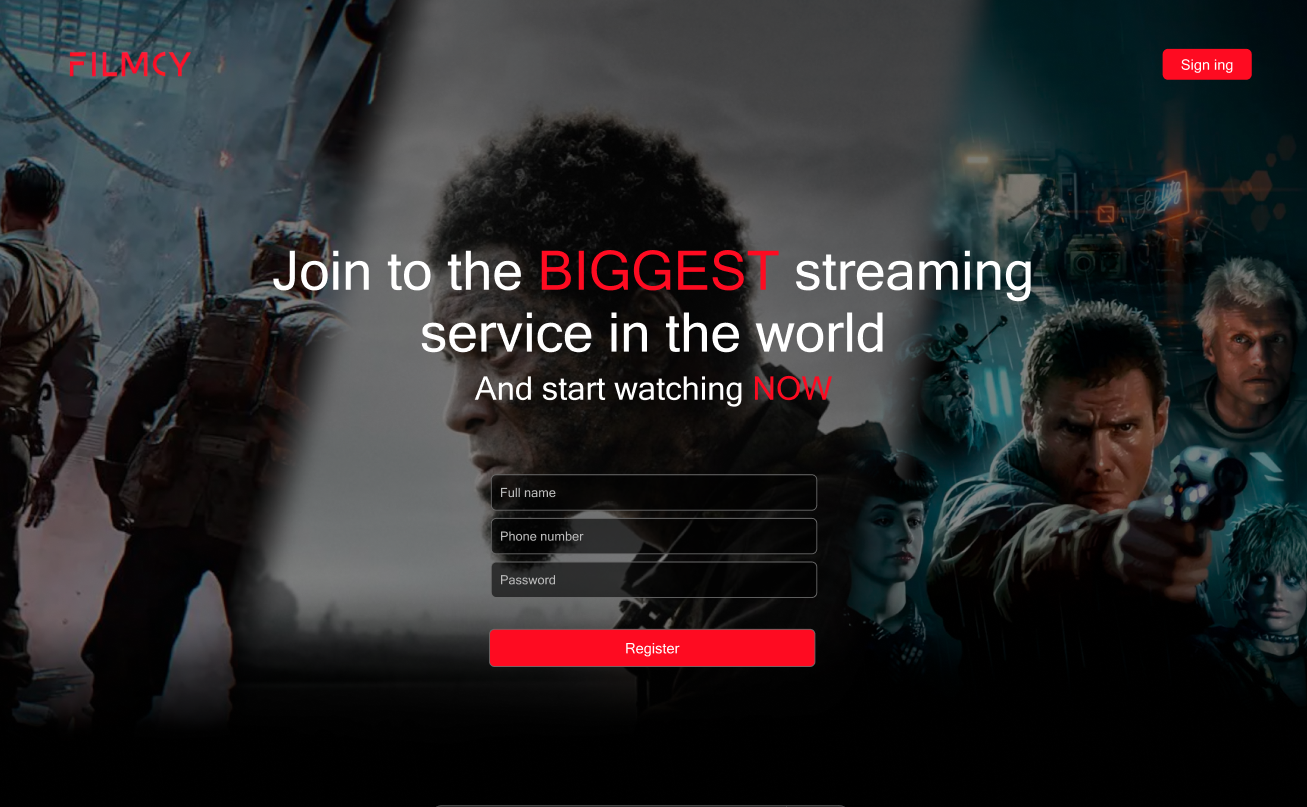 FILMCY
Sign ing
Join to the BIGGEST streaming
service in the world
And start watching NOW
Full name
Phone number
Password
Register